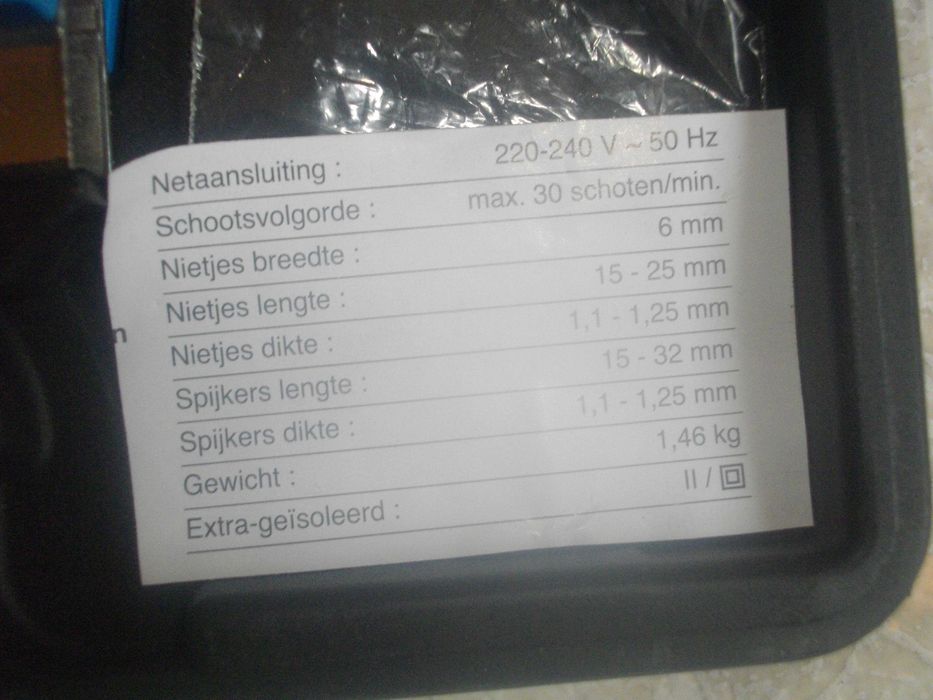 Netaansluiting : 220-240 V ~ 50 Hz
Schootsvolgorde : max. 30 schoten/min.
Nietjes breedte : 6 mm
Nietjes lengte : 15 - 25 mm
n
Nietjes dikte : 1,1 - 1,25 mm
Spijkers lengte : 15 - 32 mm
Spijkers dikte : 1,1 - 1,25 mm
Gewicht : 1,46 kg
Extra-geïsoleerd : II /